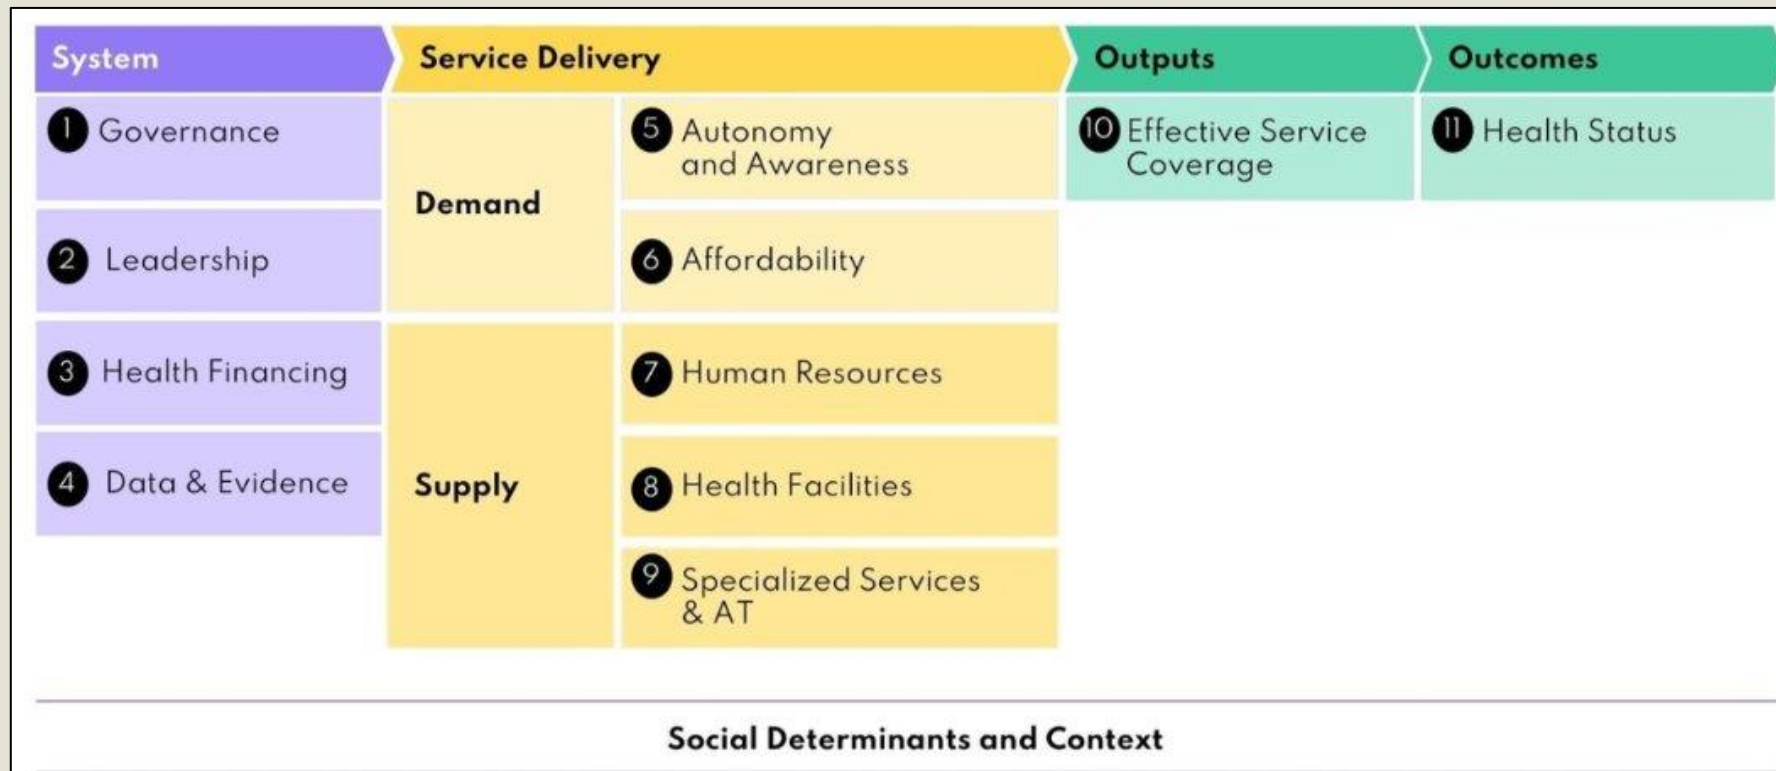 System
Service Delivery
Outputs
Outcomes
1 Governance
2 Leadership
3 Health Financing
4 Data & Evidence
Demand
5 Autonomy
and Awareness
6 Affordability
Supply
7 Human Resources
8 Health Facilities
9 Specialized Services
& AT
10 Effective Service
Coverage
11 Health Status
Social Determinants and Context